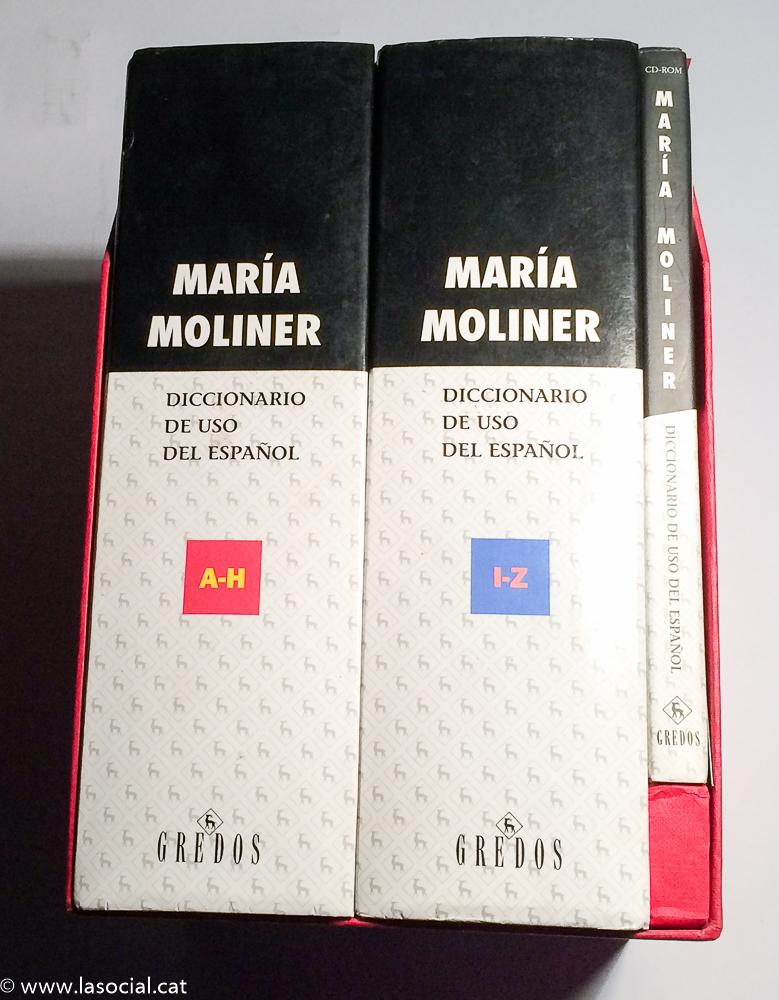 MARÍA
MOLINER
DICCIONARIO
DE USO
DEL ESPAÑOL
A-H
GREDOS
MARÍA
MOLINER
DICCIONARIO
DE USO
DEL ESPAÑOL
I-Z
GREDOS
CD-ROM
MARÍA MOLINER
DICCIONARIO DE USO DEL ESPAÑOL
GREDOS
© www.lasocial.cat